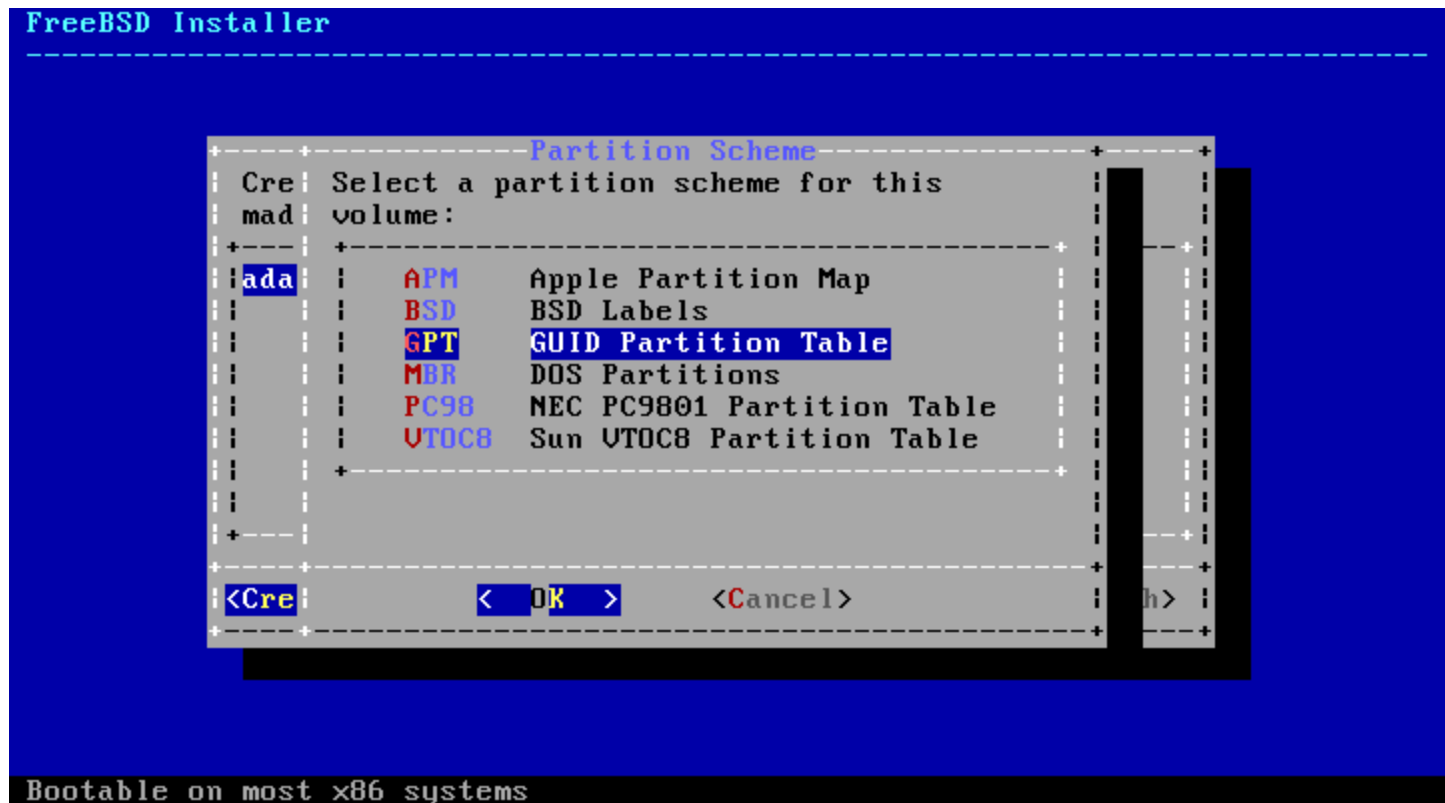 FreeBSD Installer
Partition Scheme
Cre Select a partition scheme for this
mad volume:
ada APM Apple Partition Map
BSD BSD Labels
GPT GUID Partition Table
MBR DOS Partitions
PC98 NEC PC9801 Partition Table
VTOC8 Sun VTOC8 Partition Table
<Cre < OK > <Cancel> h>
Bootable on most x86 systems